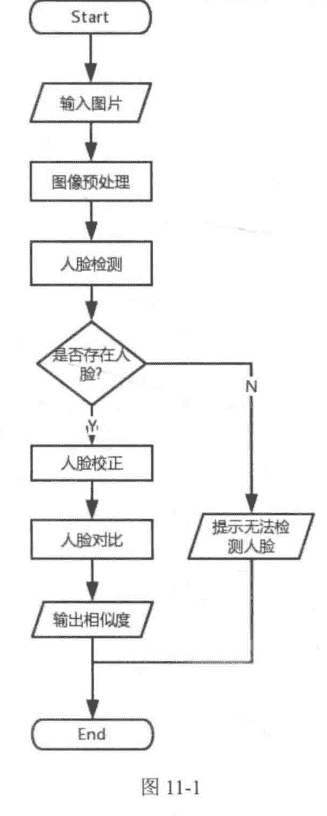 Start
输入图片
图像预处理
人脸检测
是否存在人
脸?
N
Y
人脸校正
人脸对比
提示无法检
测人脸
输出相似度
End
图 11-1